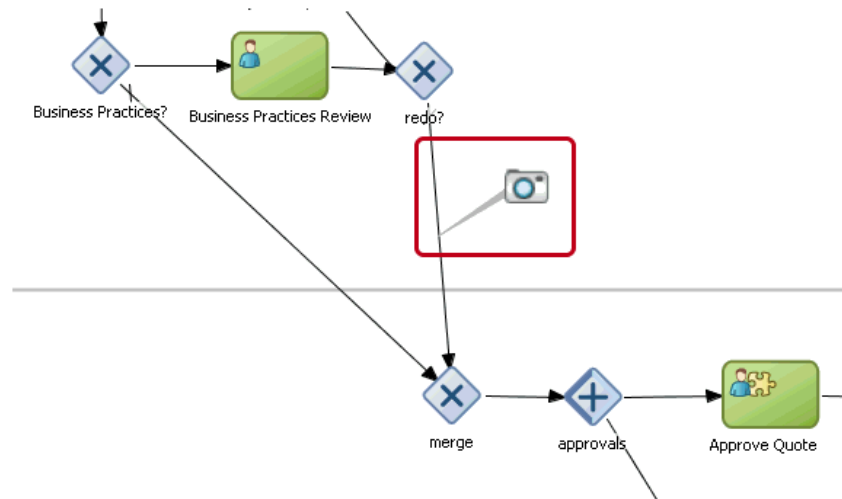 Business Practices?
Business Practices Review
redo?
merge
approvals
Approve Quote